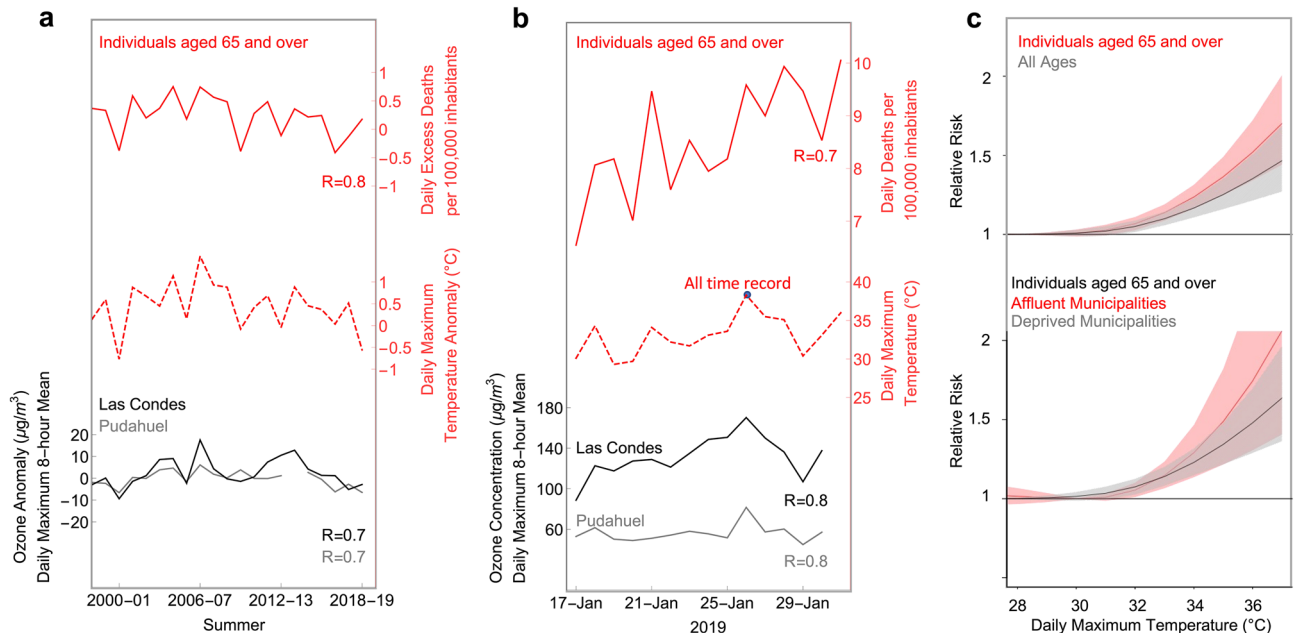 a
Individuals aged 65 and over
1
0.5
0
−0.5
−1
Daily Excess Deaths
per 100,000 inhabitants
R=0.8
1
0.5
0
−0.5
−1
Daily Maximum
Temperature Anomaly (°C)
Las Condes
Pudahuel
20
10
0
−10
−20
Ozone Anomaly (µg/m³)
Daily Maximum 8−hour Mean
R=0.7
R=0.7
2000−01
2006−07
2012−13
2018−19
Summer
b
Individuals aged 65 and over
10
9
8
7
Daily Deaths per
100,000 inhabitants
R=0.7
All time record
40
35
30
25
Daily Maximum
Temperature (°C)
180
140
100
60
Ozone Concentration (µg/m³)
Daily Maximum 8−hour Mean
Las Condes
R=0.8
Pudahuel
R=0.8
17−Jan
21−Jan
25−Jan
29−Jan
2019
c
Individuals aged 65 and over
All Ages
2
1.5
1
Relative Risk
Individuals aged 65 and over
Affluent Municipalities
Deprived Municipalities
2
1.5
1
Relative Risk
28
30
32
34
36
Daily Maximum Temperature (°C)